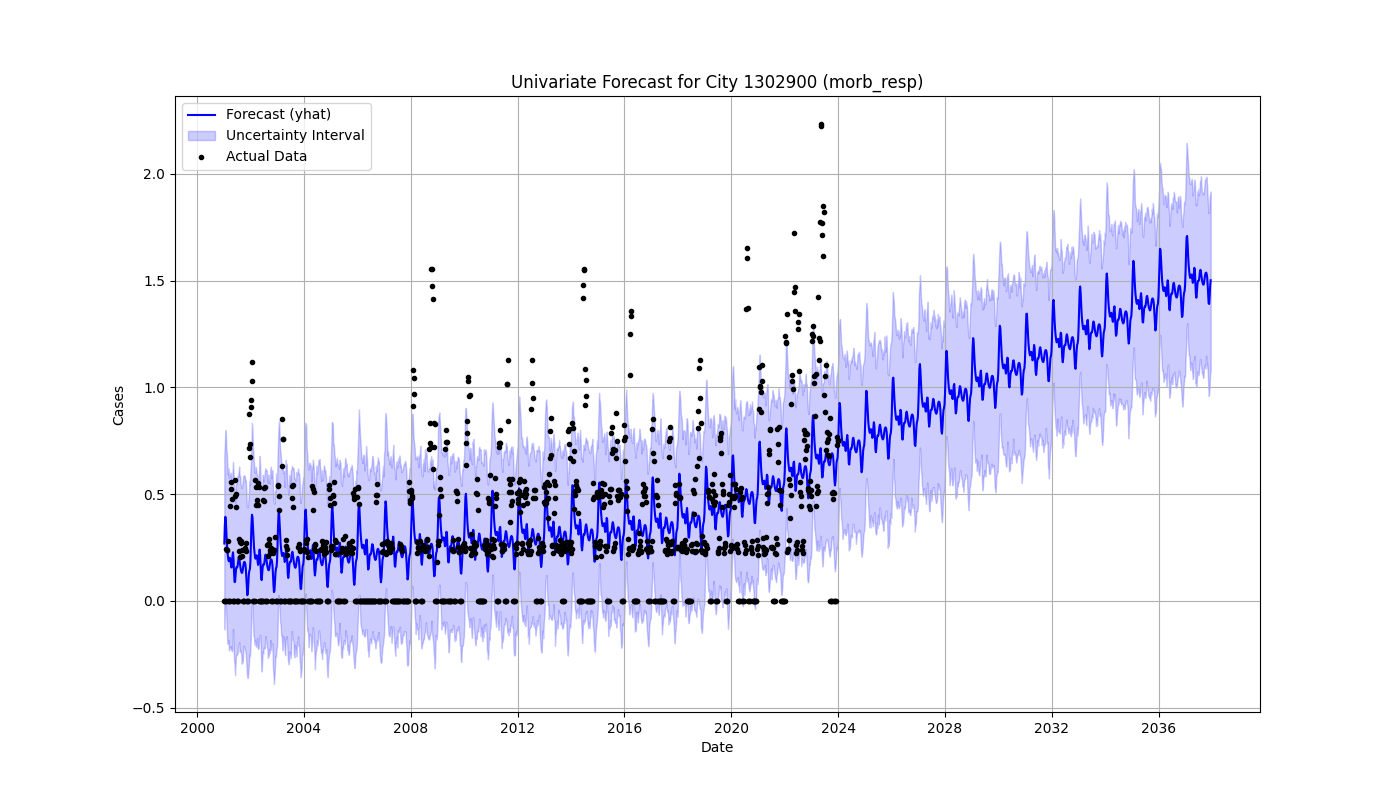 Univariate Forecast for City 1302900 (morb_resp)
Forecast (yhat)
Uncertainty Interval
Actual Data
Cases
2.0
1.5
1.0
0.5
0.0
−0.5
2000 2004 2008 2012 2016 2020 2024 2028 2032 2036
Date